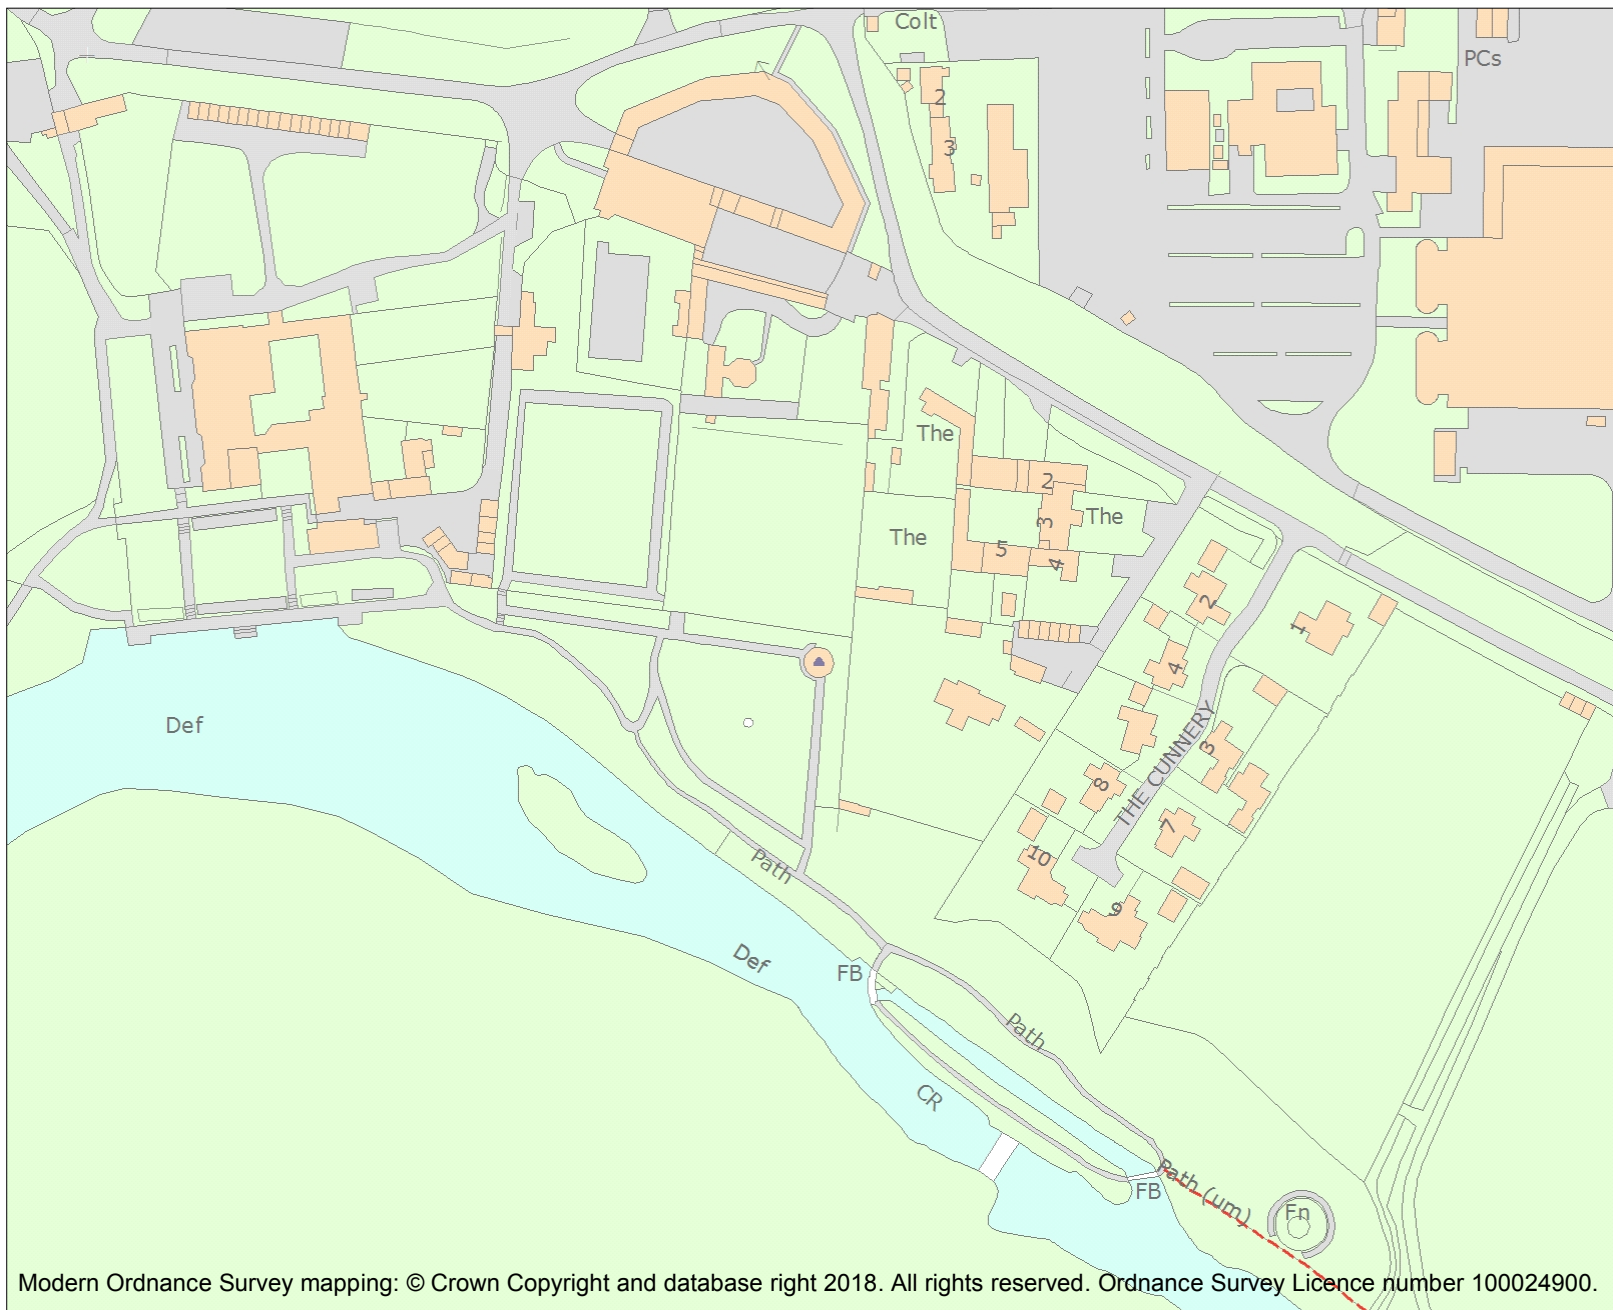 Colt
PCs
2
3
The
2
3
The
The
5
4
2
1
4
Def
THE CUNNERY
3
8
7
Path
10
9
Def
FB
Path
CR
Path (um)
FB
Fn
Modern Ordnance Survey mapping: © Crown Copyright and database right 2018. All rights reserved. Ordnance Survey Licence number 100024900.